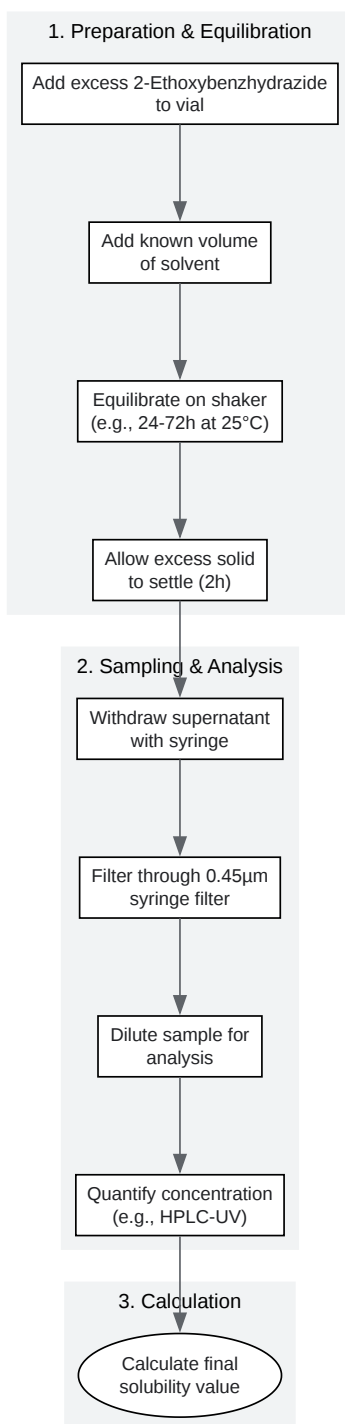 1. Preparation & Equilibration
Add excess 2-Ethoxybenzhydrazide
to vial
Add known volume
of solvent
Equilibrate on shaker
(e.g., 24-72h at 25°C)
Allow excess solid
to settle (2h)
2. Sampling & Analysis
Withdraw supernatant
with syringe
Filter through 0.45µm
syringe filter
Dilute sample for
analysis
Quantify concentration
(e.g., HPLC-UV)
3. Calculation
Calculate final
solubility value